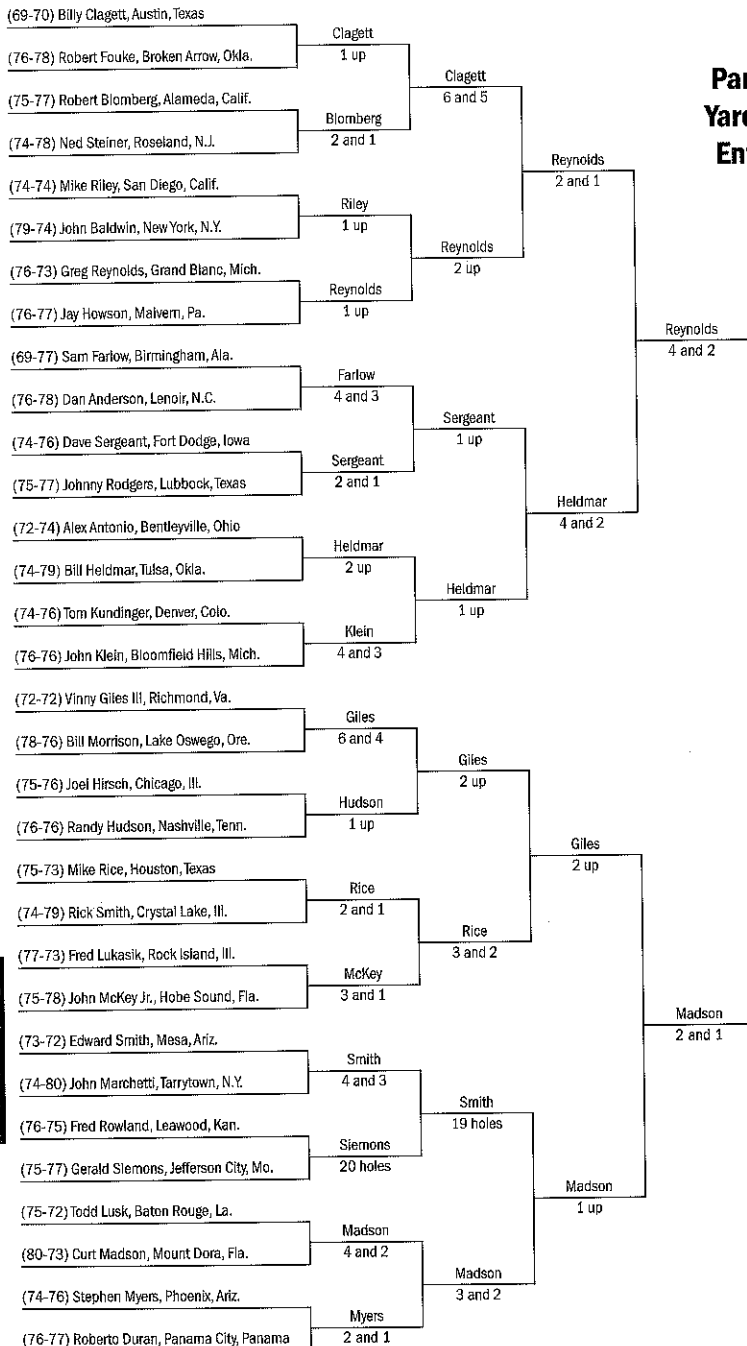 (69-70) Billy Clagett, Austin, Texas
Clagett
1 up
(76-78) Robert Fouke, Broken Arrow, Okla.
Clagett
6 and 5
(75-77) Robert Blomberg, Alameda, Calif.
Blomberg
2 and 1
(74-78) Ned Steiner, Roseland, N.J.
Reynolds
2 and 1
(74-74) Mike Riley, San Diego, Calif.
Riley
1 up
(79-74) John Baldwin, New York, N.Y.
Reynolds
2 up
(76-73) Greg Reynolds, Grand Blanc, Mich.
Reynolds
1 up
(76-77) Jay Howson, Malvern, Pa.
Reynolds
4 and 2
(69-77) Sam Farlow, Birmingham, Ala.
Farlow
4 and 3
(76-78) Dan Anderson, Lenoir, N.C.
Sergeant
1 up
(74-76) Dave Sergeant, Fort Dodge, Iowa
Sergeant
2 and 1
(75-77) Johnny Rodgers, Lubbock, Texas
Heldmar
4 and 2
(72-74) Alex Antonio, Bentleyville, Ohio
Heldmar
2 up
(74-79) Bill Heldmar, Tulsa, Okla.
Heldmar
1 up
(74-76) Tom Kundinger, Denver, Colo.
Klein
4 and 3
(76-76) John Klein, Bloomfield Hills, Mich.
(72-72) Vinny Giles III, Richmond, Va.
Giles
6 and 4
(78-76) Bill Morrison, Lake Oswego, Ore.
Giles
2 up
(75-76) Joel Hirsch, Chicago, Ill.
Hudson
1 up
(76-76) Randy Hudson, Nashville, Tenn.
Giles
2 up
(75-73) Mike Rice, Houston, Texas
Rice
2 and 1
(74-79) Rick Smith, Crystal Lake, Ill.
Rice
3 and 2
(77-73) Fred Lukasik, Rock Island, Ill.
McKey
3 and 1
(75-78) John McKey Jr., Hobe Sound, Fla.
Madson
2 and 1
(73-72) Edward Smith, Mesa, Ariz.
Smith
4 and 3
(74-80) John Marchetti, Tarrytown, N.Y.
Smith
19 holes
(76-75) Fred Rowland, Leawood, Kan.
Siemons
20 holes
(75-77) Gerald Siemons, Jefferson City, Mo.
Madson
1 up
(75-72) Todd Lusk, Baton Rouge, La.
Madson
4 and 2
(80-73) Curt Madson, Mount Dora, Fla.
Madson
3 and 2
(74-76) Stephen Myers, Phoenix, Ariz.
Myers
2 and 1
(76-77) Roberto Duran, Panama City, Panama